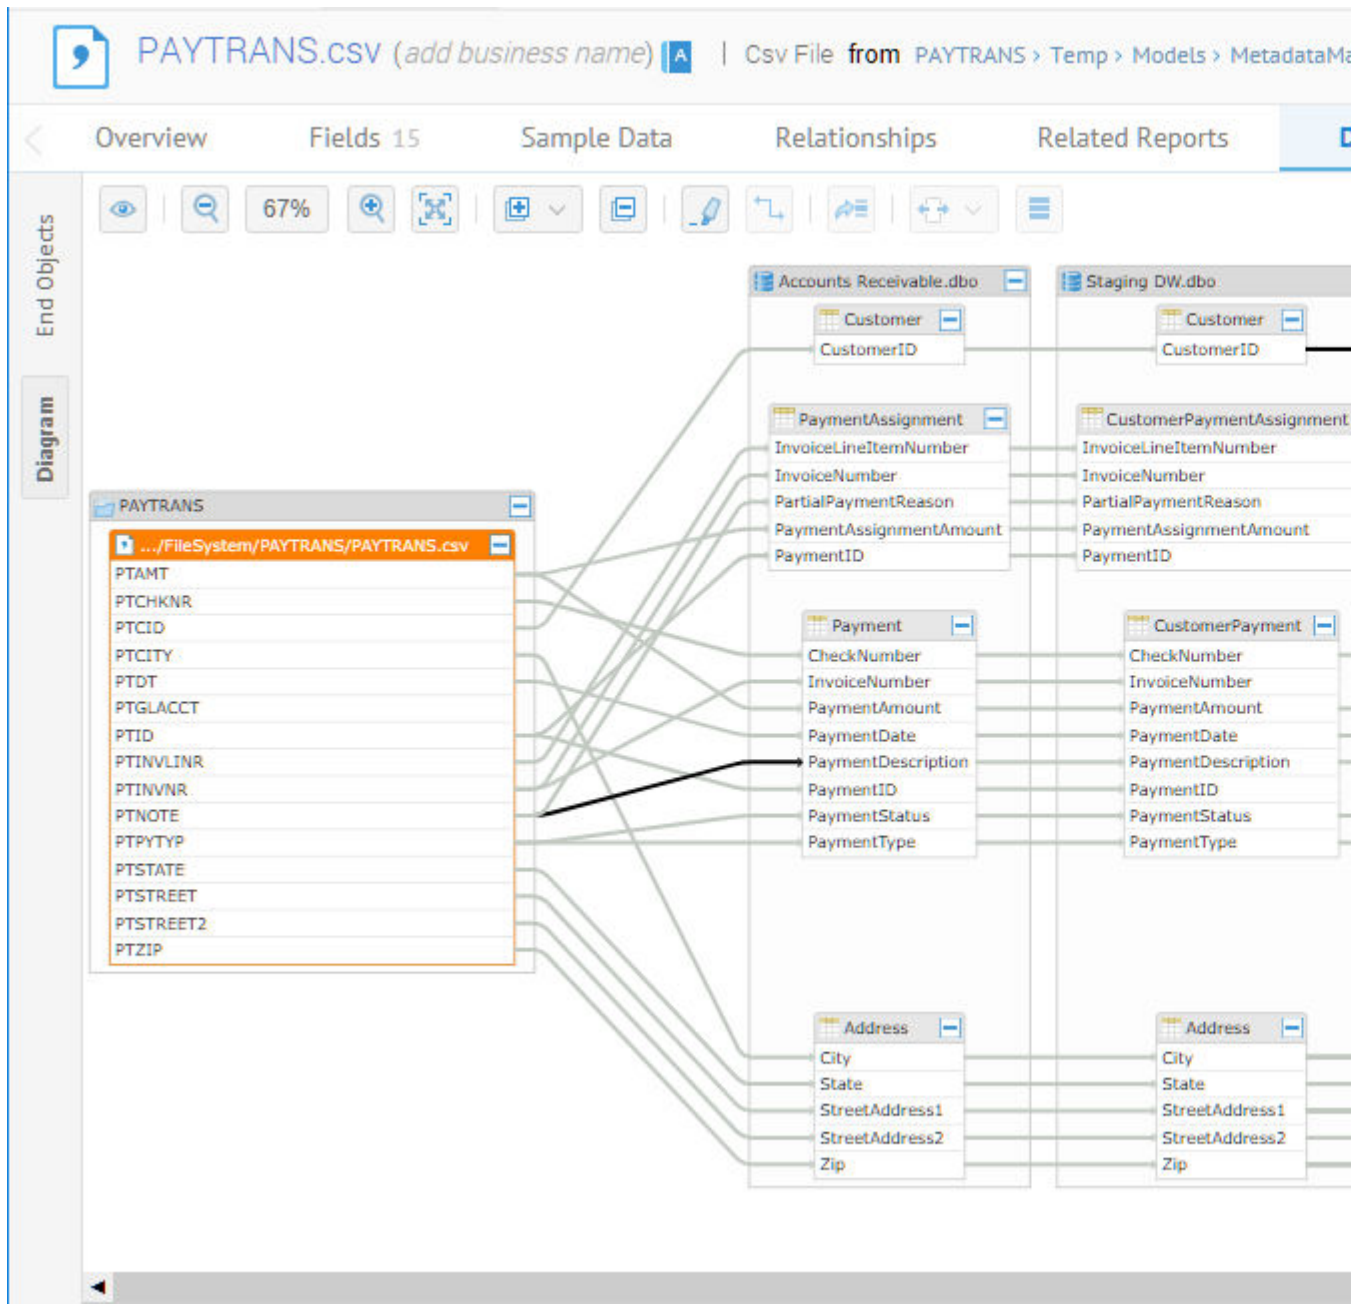 PAYTRANS.csv (add business name) A | Csv File from PAYTRANS > Temp > Models > MetadataMa
Overview Fields 15 Sample Data Relationships Related Reports D
67%
End Objects
Diagram
PAYTRANS
.../FileSystem/PAYTRANS/PAYTRANS.csv
PTAMT
PTCHKNR
PTCID
PTCITY
PTDT
PTGLACCT
PTID
PTINVLINR
PTINVNR
PTNOTE
PTPYTYP
PTSTATE
PTSTREET
PTSTREET2
PTZIP
Accounts Receivable.dbo
Customer
CustomerID
PaymentAssignment
InvoiceLineItemNumber
InvoiceNumber
PartialPaymentReason
PaymentAssignmentAmount
PaymentID
Payment
CheckNumber
InvoiceNumber
PaymentAmount
PaymentDate
PaymentDescription
PaymentID
PaymentStatus
PaymentType
Address
City
State
StreetAddress1
StreetAddress2
Zip
Staging DW.dbo
Customer
CustomerID
CustomerPaymentAssignment
InvoiceLineItemNumber
InvoiceNumber
PartialPaymentReason
PaymentAssignmentAmount
PaymentID
CustomerPayment
CheckNumber
InvoiceNumber
PaymentAmount
PaymentDate
PaymentDescription
PaymentID
PaymentStatus
PaymentType
Address
City
State
StreetAddress1
StreetAddress2
Zip